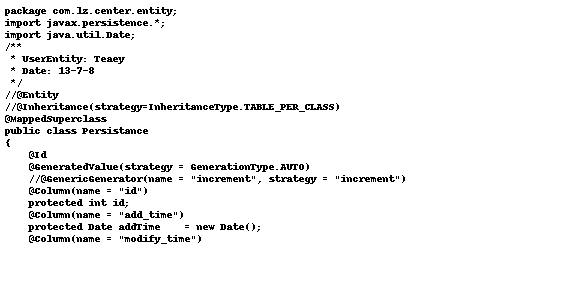 package com.lz.center.entity;
import javax.persistence.*;
import java.util.Date;
/**
 * UserEntity: Teaey
 * Date: 13-7-8
 */
//@Entity
//@Inheritance(strategy=InheritanceType.TABLE_PER_CLASS)
@MappedSuperclass
public class Persistance
{
    @Id
    @GeneratedValue(strategy = GenerationType.AUTO)
    //@GenericGenerator(name = "increment", strategy = "increment")
    @Column(name = "id")
    protected int id;
    @Column(name = "add_time")
    protected Date addTime    = new Date();
    @Column(name = "modify_time")